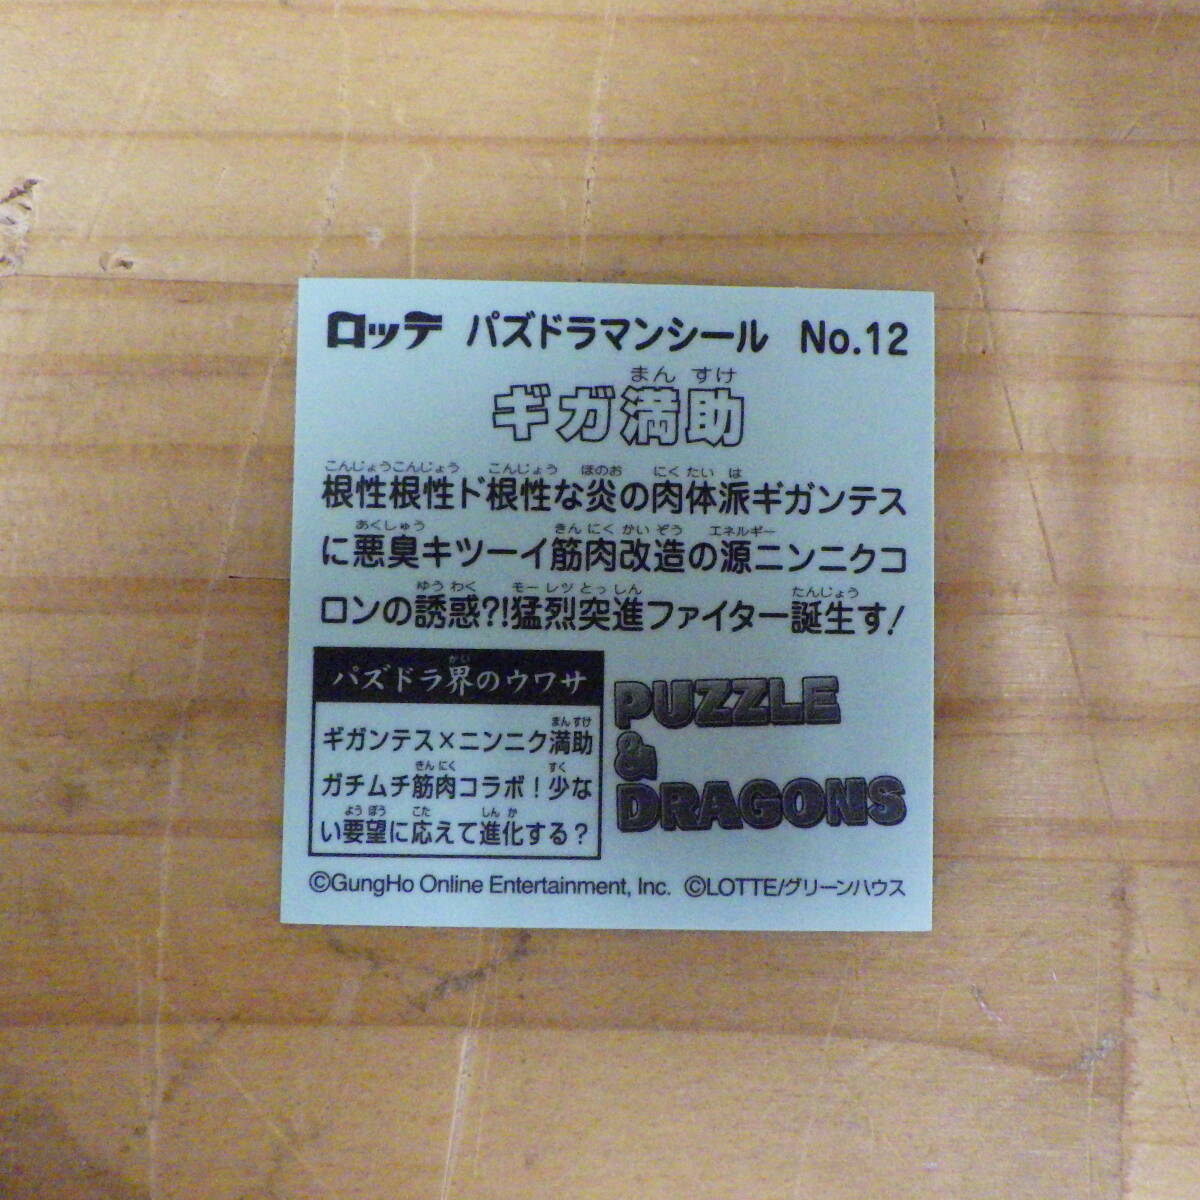 ロッテ パズドラマンシール No.12
まん すけ
ギガ満助
こんじょうこんじょう こんじょう ほのお にく たい は
根性根性ド根性な炎の肉体派ギガンテス
あくしゅう きん にく かい ぞう エネルギー
に悪臭キツーイ筋肉改造の源ニンニクコ
ゆう わく モー レツ とっ しん たんじょう
ロンの誘惑?!猛烈突進ファイター誕生す!
かい
パズドラ界のウワサ
まん すけ
ギガンテス×ニンニク満助
きん にく すく
ガチムチ筋肉コラボ！少な
よう ぼう こた しん か
い要望に応えて進化する？
PUZZLE
&
DRAGONS
©GungHo Online Entertainment, Inc. ©LOTTE/グリーンハウス